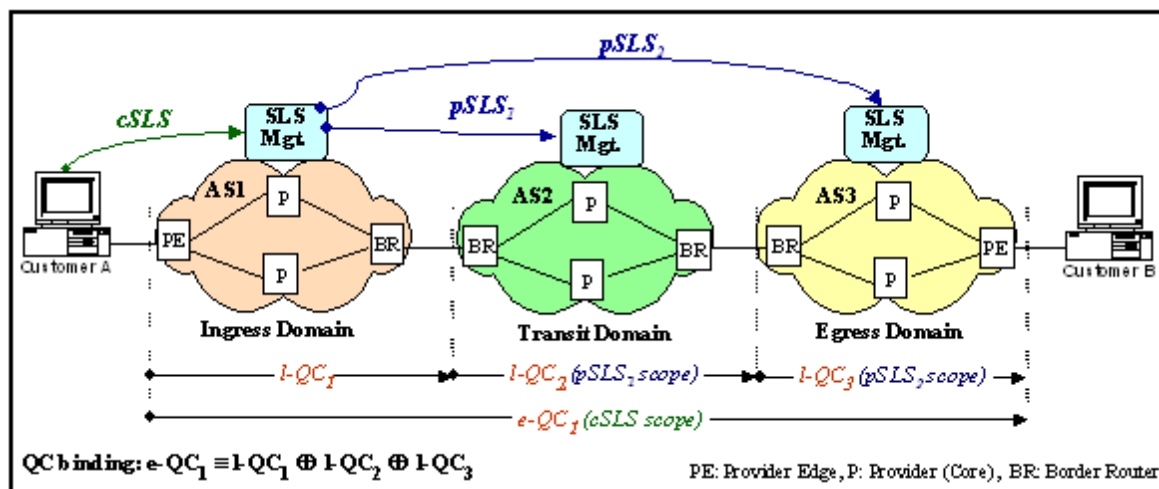 pSLS₂
cSLS
pSLS₁
SLS
Mgt.
SLS
Mgt.
SLS
Mgt.
AS1
AS2
AS3
P
P
P
PE
BR
BR
BR
BR
PE
P
P
P
Customer A
Customer B
Ingress Domain
Transit Domain
Egress Domain
l-QC₁
l-QC₂ (pSLS₁ scope)
l-QC₃ (pSLS₂ scope)
e-QC₁ (cSLS scope)
QC binding: e-QC₁ ≡ l-QC₁ ⊕ l-QC₂ ⊕ l-QC₃
PE: Provider Edge, P: Provider (Core), BR: Border Router